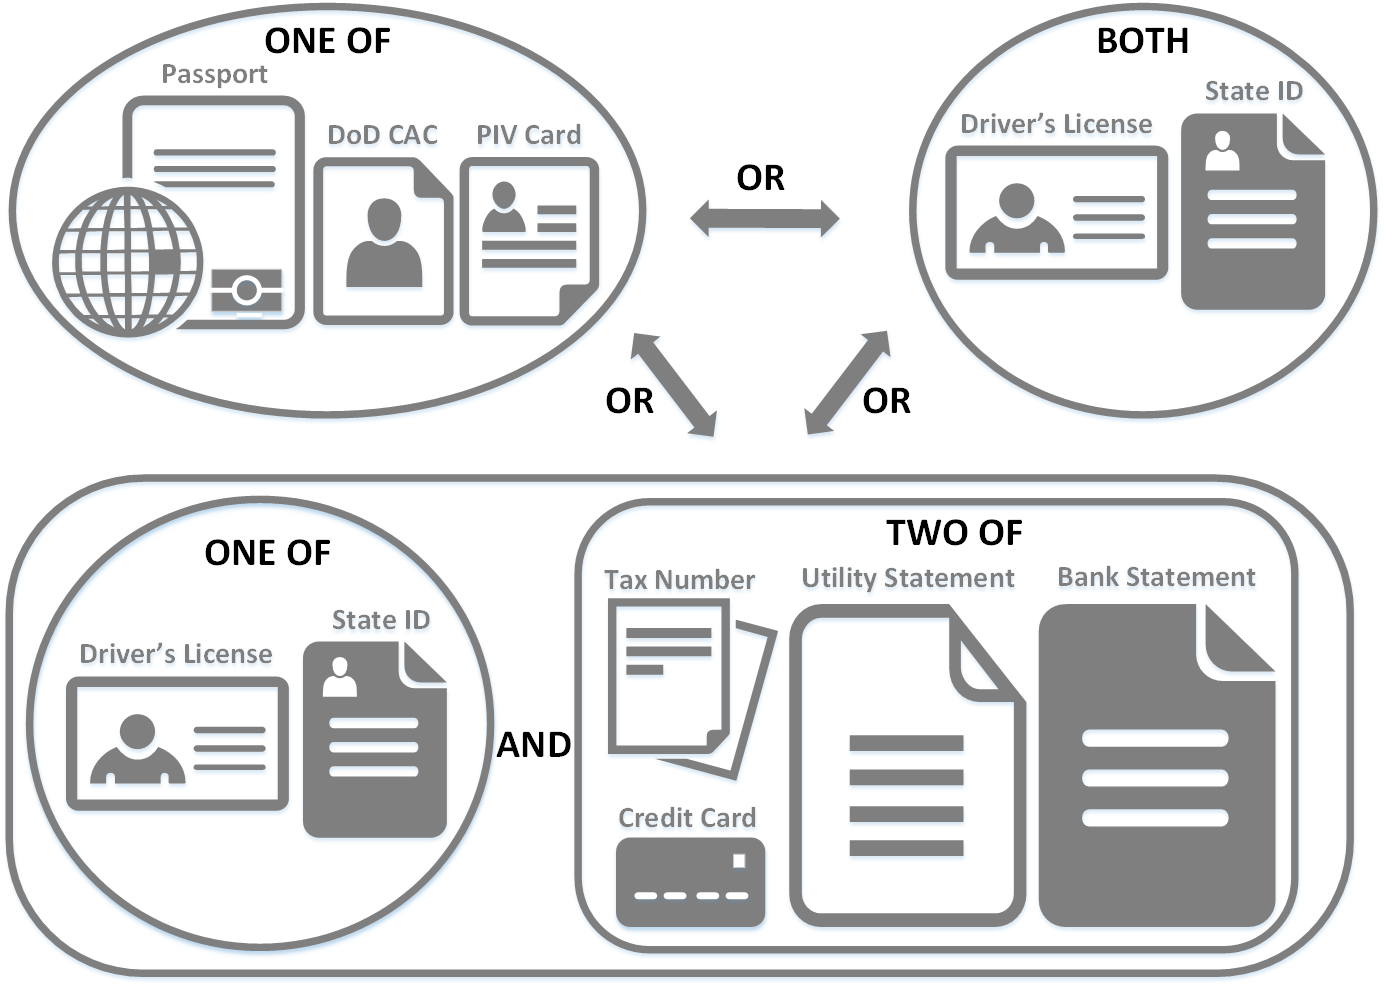 ONE OF
Passport
DoD CAC
PIV Card
OR
BOTH
Driver’s License
State ID
OR
OR
ONE OF
Driver’s License
State ID
AND
TWO OF
Tax Number
Utility Statement
Bank Statement
Credit Card